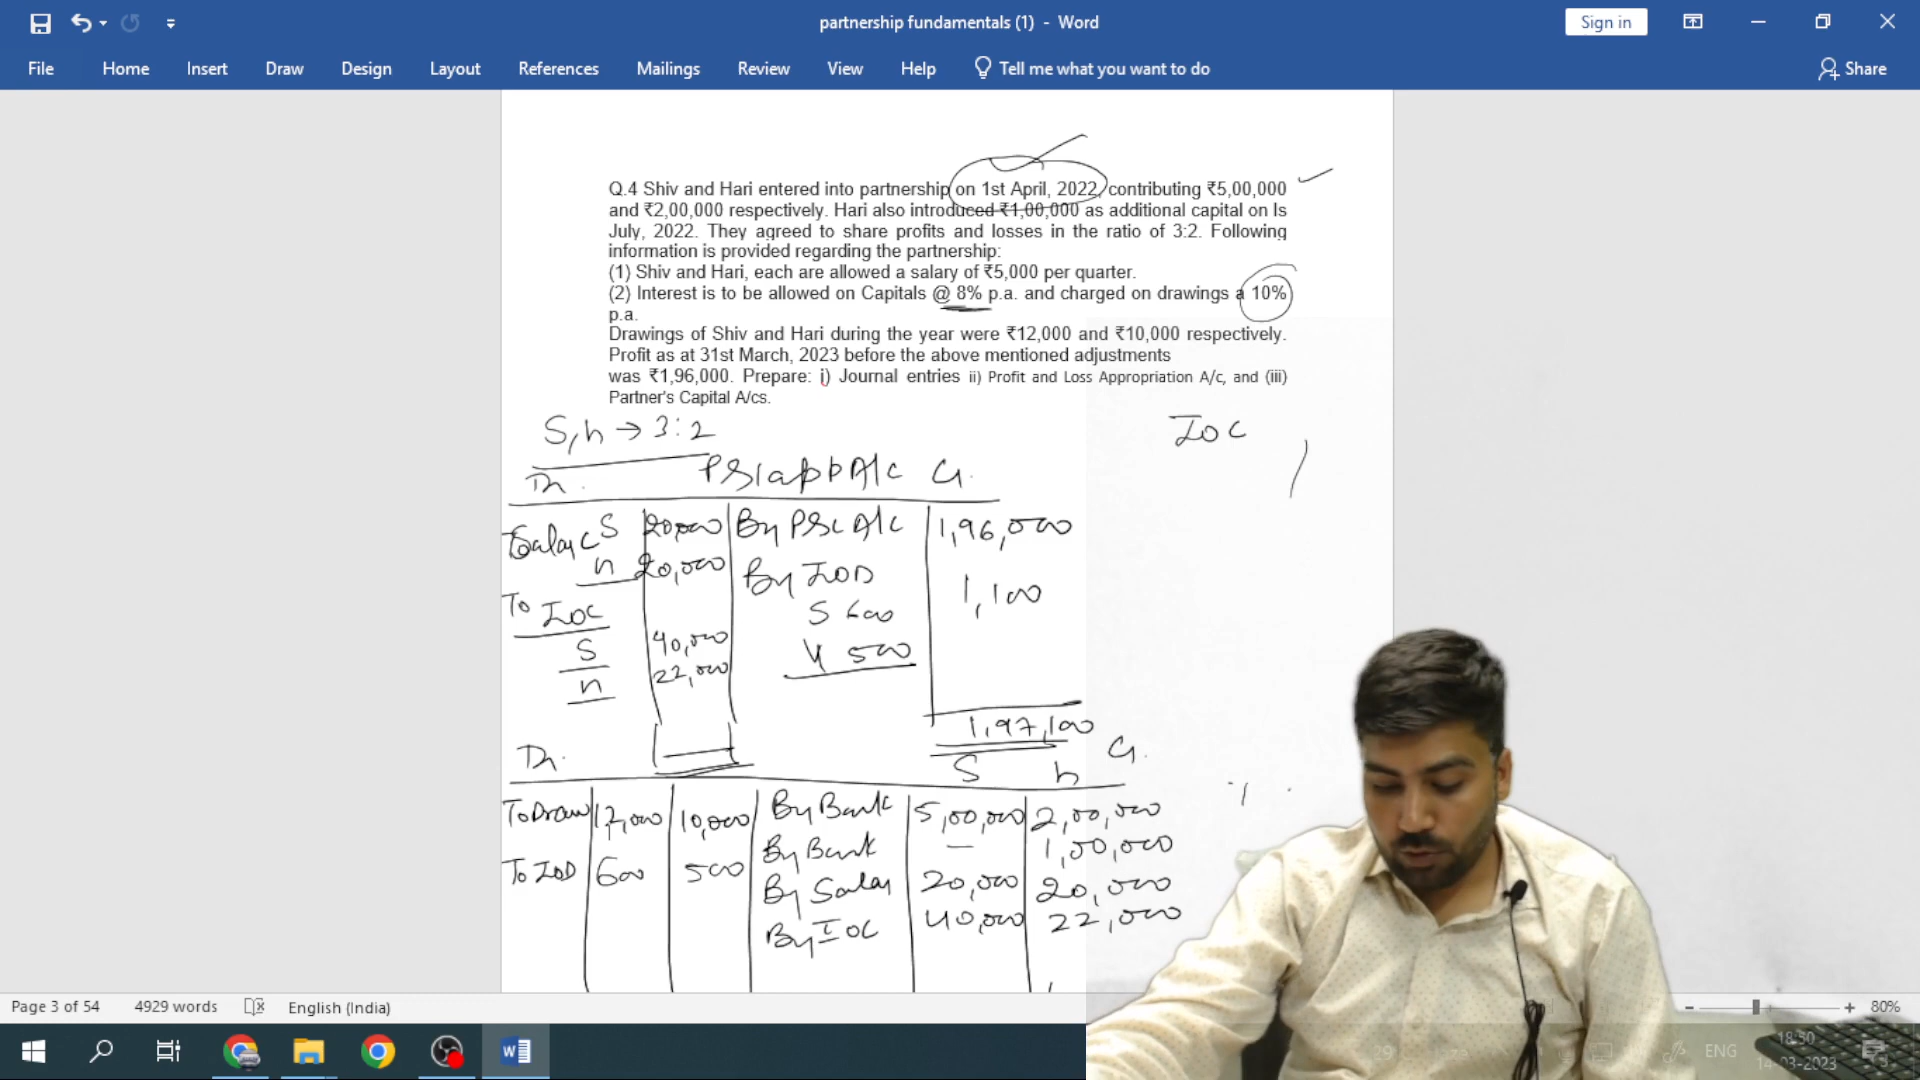 partnership fundamentals (1) - Word
Sign in
File Home Insert Draw Design Layout References Mailings Review View Help Tell me what you want to do Share
Q.4 Shiv and Hari entered into partnership on 1st April, 2022, contributing ₹5,00,000
and ₹2,00,000 respectively. Hari also introduced ₹1,00,000 as additional capital on Is
July, 2022. They agreed to share profits and losses in the ratio of 3:2. Following
information is provided regarding the partnership:
(1) Shiv and Hari, each are allowed a salary of ₹5,000 per quarter.
(2) Interest is to be allowed on Capitals @ 8% p.a. and charged on drawings a 10%
p.a.
Drawings of Shiv and Hari during the year were ₹12,000 and ₹10,000 respectively.
Profit as at 31st March, 2023 before the above mentioned adjustments
was ₹1,96,000. Prepare: i) Journal entries ii) Profit and Loss Appropriation A/c, and (iii)
Partner's Capital A/cs.
S, h → 3:2
IOC
Dr. P&L app A/c Cr.
To Salary S 20,000 By P&L A/c 1,96,000
h 20,000 By IOD 1,100
To IOC S 600
S 40,000 H 500
h 22,000
1,97,100
Dr. Cr.
S h
To Draw 12,000 10,000 By Bank 5,00,000 2,00,000
By Bank — 1,00,000
To IOD 600 500 By Salary 20,000 20,000
By IOC 40,000 22,000
Page 3 of 54 4929 words English (India) 80%
ENG 18:50
14-03-2023